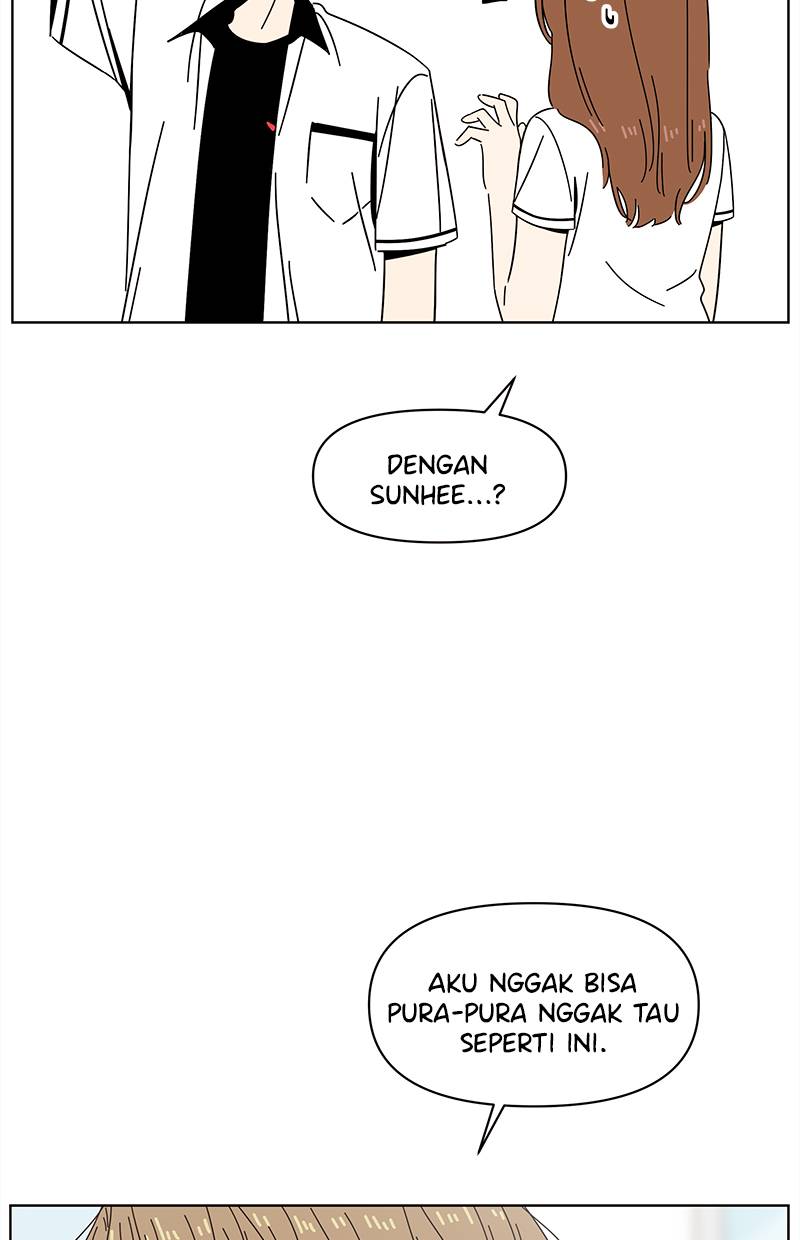 DENGAN
SUNHEE...?
AKU NGGAK BISA
PURA-PURA NGGAK TAU
SEPERTI INI.